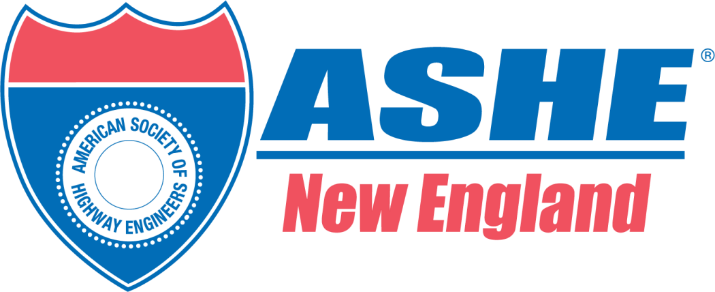 AMERICAN SOCIETY OF
HIGHWAY ENGINEERS
ASHE®
New England